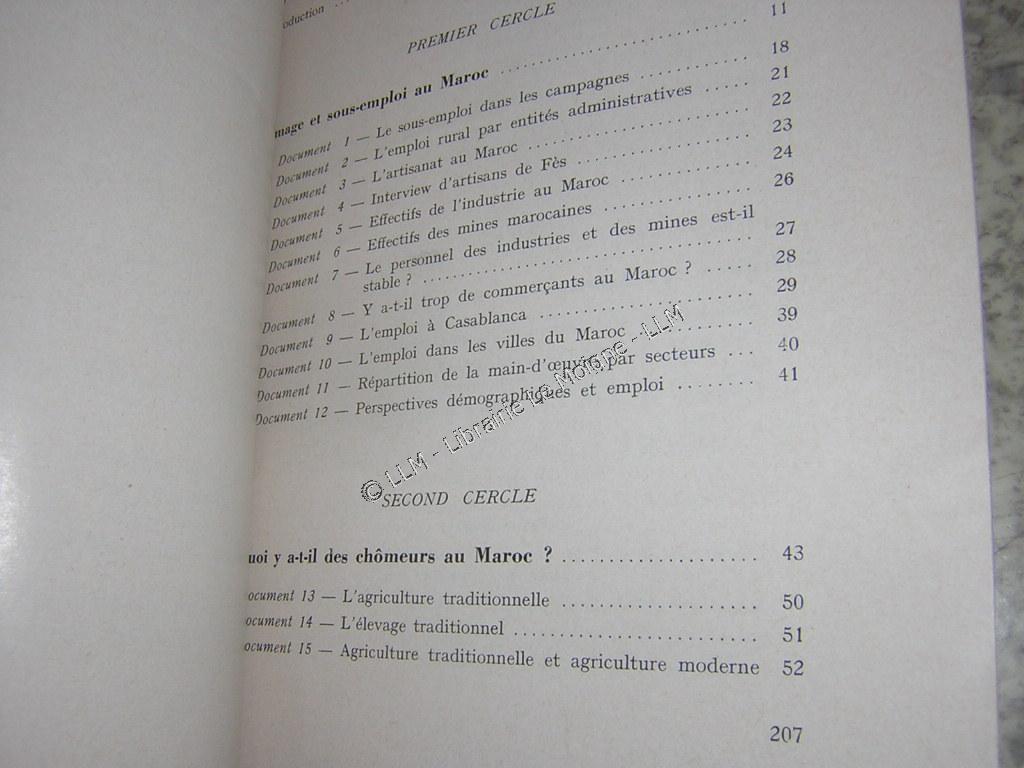 oduction ...
PREMIER CERCLE
mage et sous-emploi au Maroc .................... 11
Document 1 — Le sous-emploi dans les campagnes ........... 18
Document 2 — L'emploi rural par entités administratives ..... 21
Document 3 — L'artisanat au Maroc .................... 22
Document 4 — Interview d'artisans de Fès ................ 23
Document 5 — Effectifs de l'industrie au Maroc ............ 24
Document 6 — Effectifs des mines marocaines .............. 26
Document 7 — Le personnel des industries et des mines est-il
stable ? .............................. 27
Document 8 — Y a-t-il trop de commerçants au Maroc ? ..... 28
Document 9 — L'emploi à Casablanca .................... 29
Document 10 — L'emploi dans les villes du Maroc ........... 39
Document 11 — Répartition de la main-d'œuvre par secteurs ... 40
Document 12 — Perspectives démographiques et emploi ........ 41
© LLM - Librairie Le Moigne - LLM
SECOND CERCLE
uoi y a-t-il des chômeurs au Maroc ? .................... 43
ocument 13 — L'agriculture traditionnelle .................... 50
ocument 14 — L'élevage traditionnel ........................ 51
ocument 15 — Agriculture traditionnelle et agriculture moderne 52
207